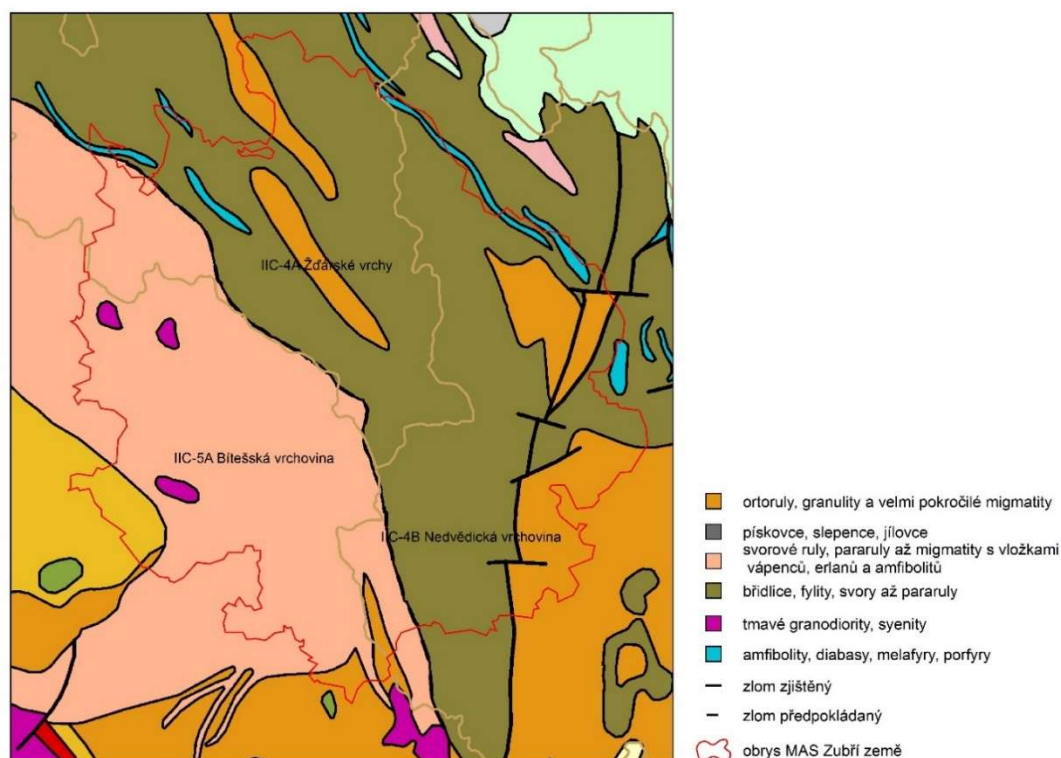 IIC-4A Žďárské vrchy
IIC-5A Bítešská vrchovina
IIC-4B Nedvědická vrchovina
ortoruly, granulity a velmi pokročilé migmatity
pískovce, slepence, jílovce
svorové ruly, pararuly až migmatity s vložkami
vápenců, erlanů a amfibolitů
břidlice, fylity, svory až pararuly
tmavé granodiority, syenity
amfibolity, diabasy, melafyry, porfyry
zlom zjištěný
zlom předpokládaný
obrys MAS Zubří země